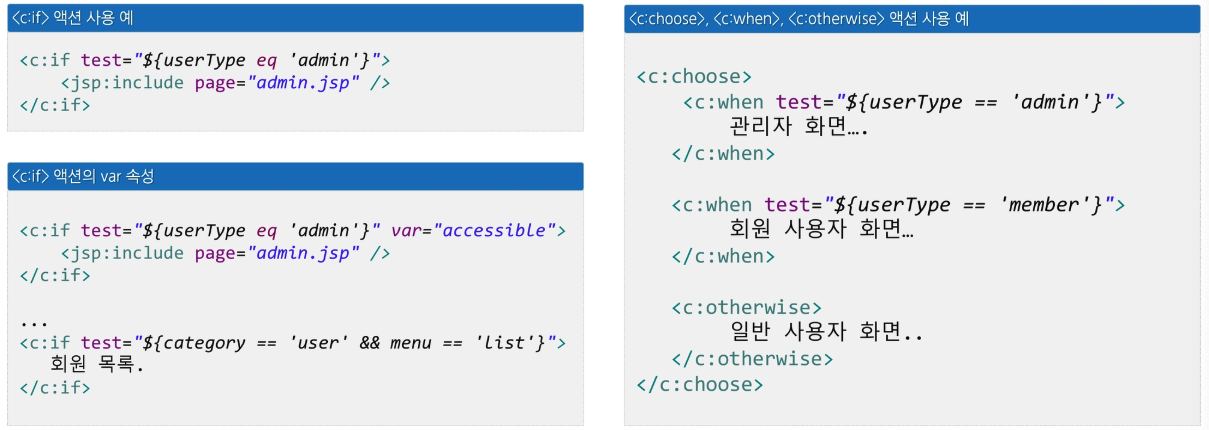 <c:if> 액션 사용 예
<c:if test="${userType eq 'admin'}">
<jsp:include page="admin.jsp" />
</c:if>
<c:if> 액션의 var 속성
<c:if test="${userType eq 'admin'}" var="accessible">
<jsp:include page="admin.jsp" />
</c:if>
...
<c:if test="${category == 'user' && menu == 'list'}">
회원 목록.
</c:if>
<c:choose>, <c:when>, <c:otherwise> 액션 사용 예
<c:choose>
<c:when test="${userType == 'admin'}">
관리자 화면….
</c:when>
<c:when test="${userType == 'member'}">
회원 사용자 화면…
</c:when>
<c:otherwise>
일반 사용자 화면..
</c:otherwise>
</c:choose>